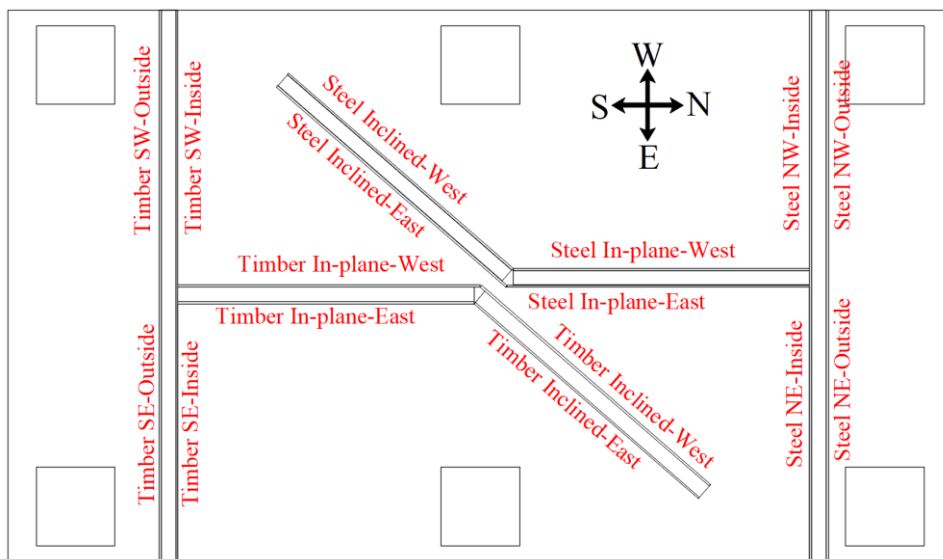 Timber SW-Outside
Timber SW-Inside
Steel Inclined-West
Steel Inclined-East
W
S
N
E
Steel NW-Inside
Steel NW-Outside
Timber In-plane-West
Steel In-plane-West
Timber In-plane-East
Steel In-plane-East
Timber SE-Outside
Timber SE-Inside
Timber Inclined-West
Timber Inclined-East
Steel NE-Inside
Steel NE-Outside